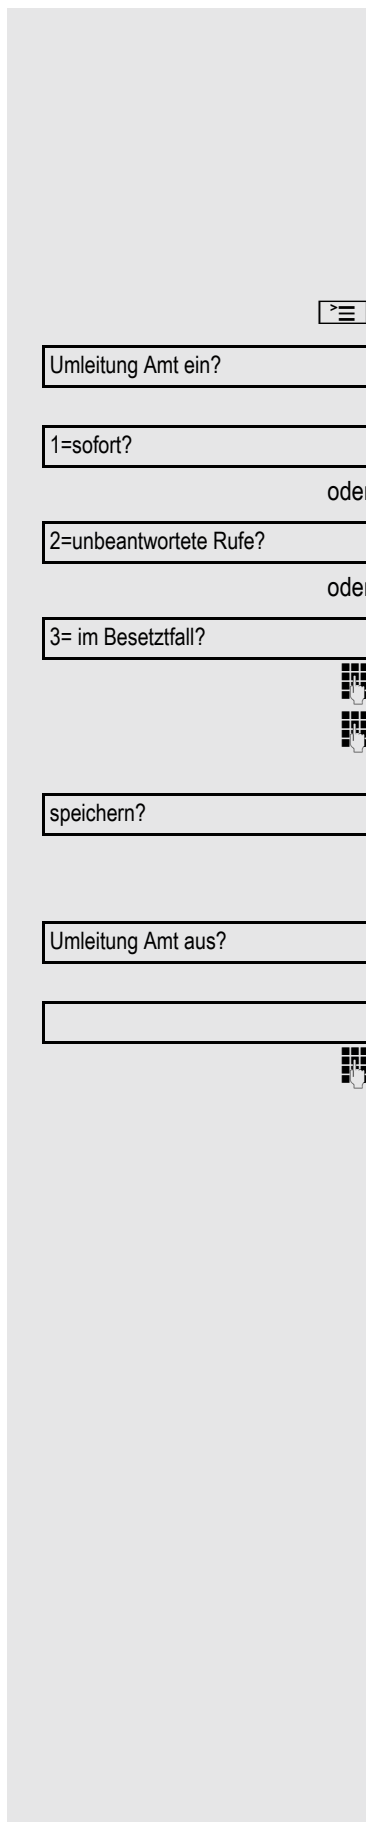 Umleitung Amt ein?
1=sofort?
oder
2=unbeantwortete Rufe?
oder
3= im Besetztfall?
speichern?
Umleitung Amt aus?